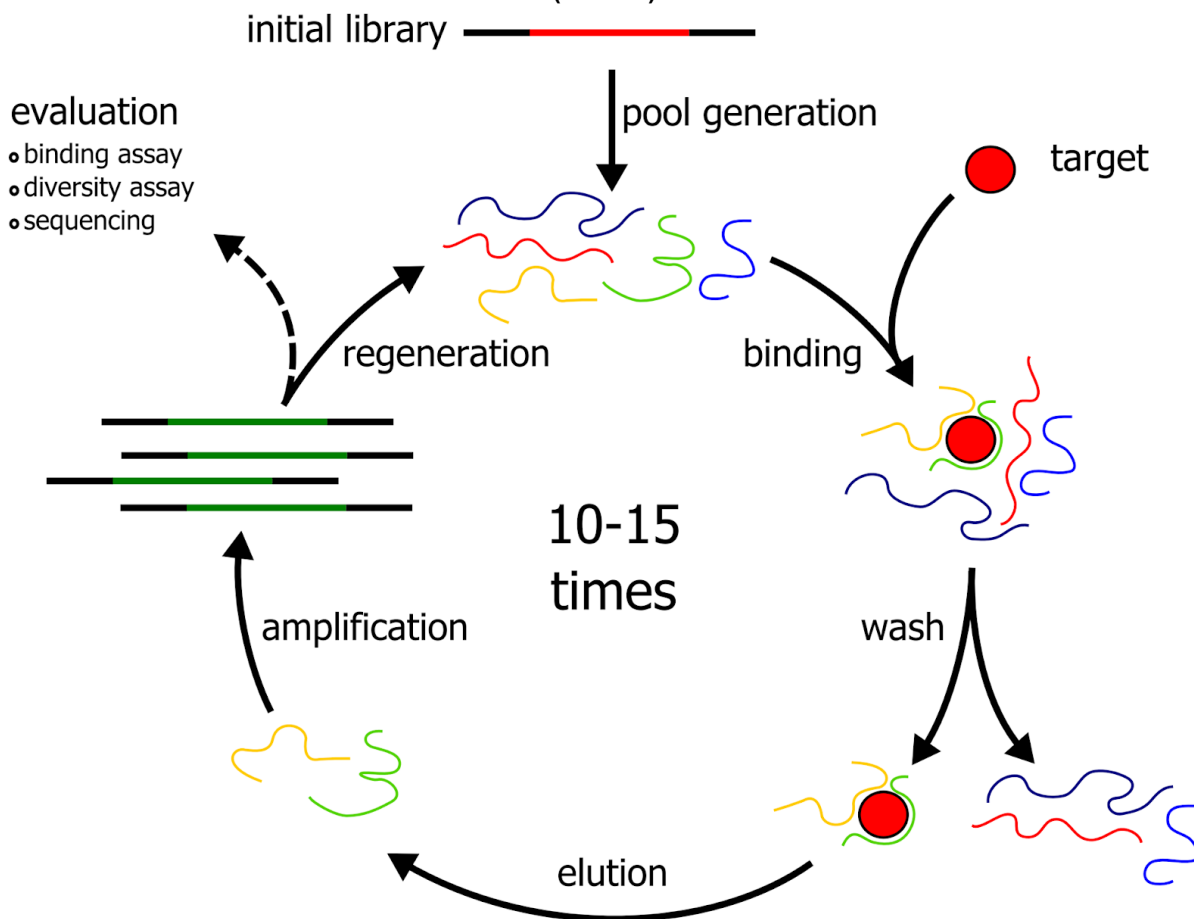 initial library
pool generation
evaluation
binding assay
diversity assay
sequencing
target
regeneration
binding
10-15
times
amplification
wash
elution